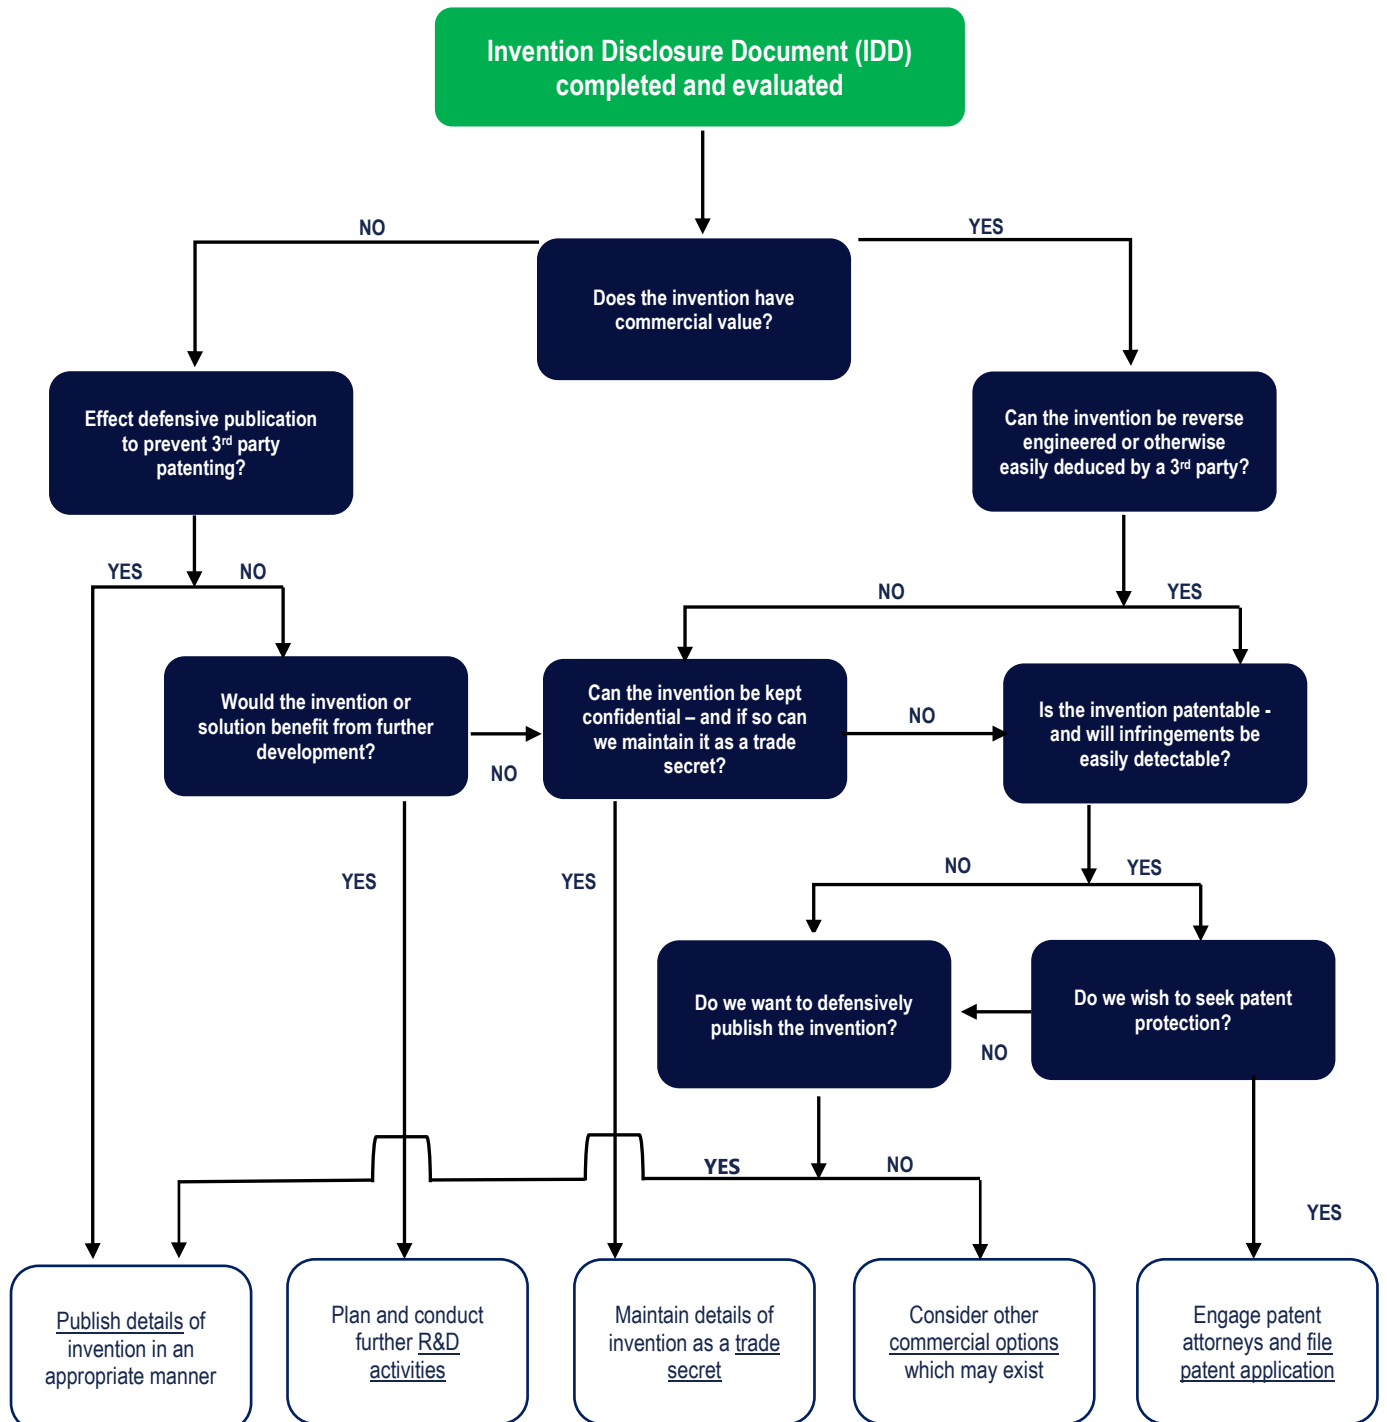 Invention Disclosure Document (IDD)
completed and evaluated
NO
YES
Does the invention have
commercial value?
Effect defensive publication
to prevent 3rd party
patenting?
Can the invention be reverse
engineered or otherwise
easily deduced by a 3rd party?
YES
NO
NO
YES
Would the invention or
solution benefit from further
development?
NO
Can the invention be kept
confidential – and if so can
we maintain it as a trade
secret?
NO
Is the invention patentable -
and will infringements be
easily detectable?
YES
YES
NO
YES
Do we want to defensively
publish the invention?
NO
Do we wish to seek patent
protection?
YES
NO
YES
Publish details of
invention in an
appropriate manner
Plan and conduct
further R&D
activities
Maintain details of
invention as a trade
secret
Consider other
commercial options
which may exist
Engage patent
attorneys and file
patent application